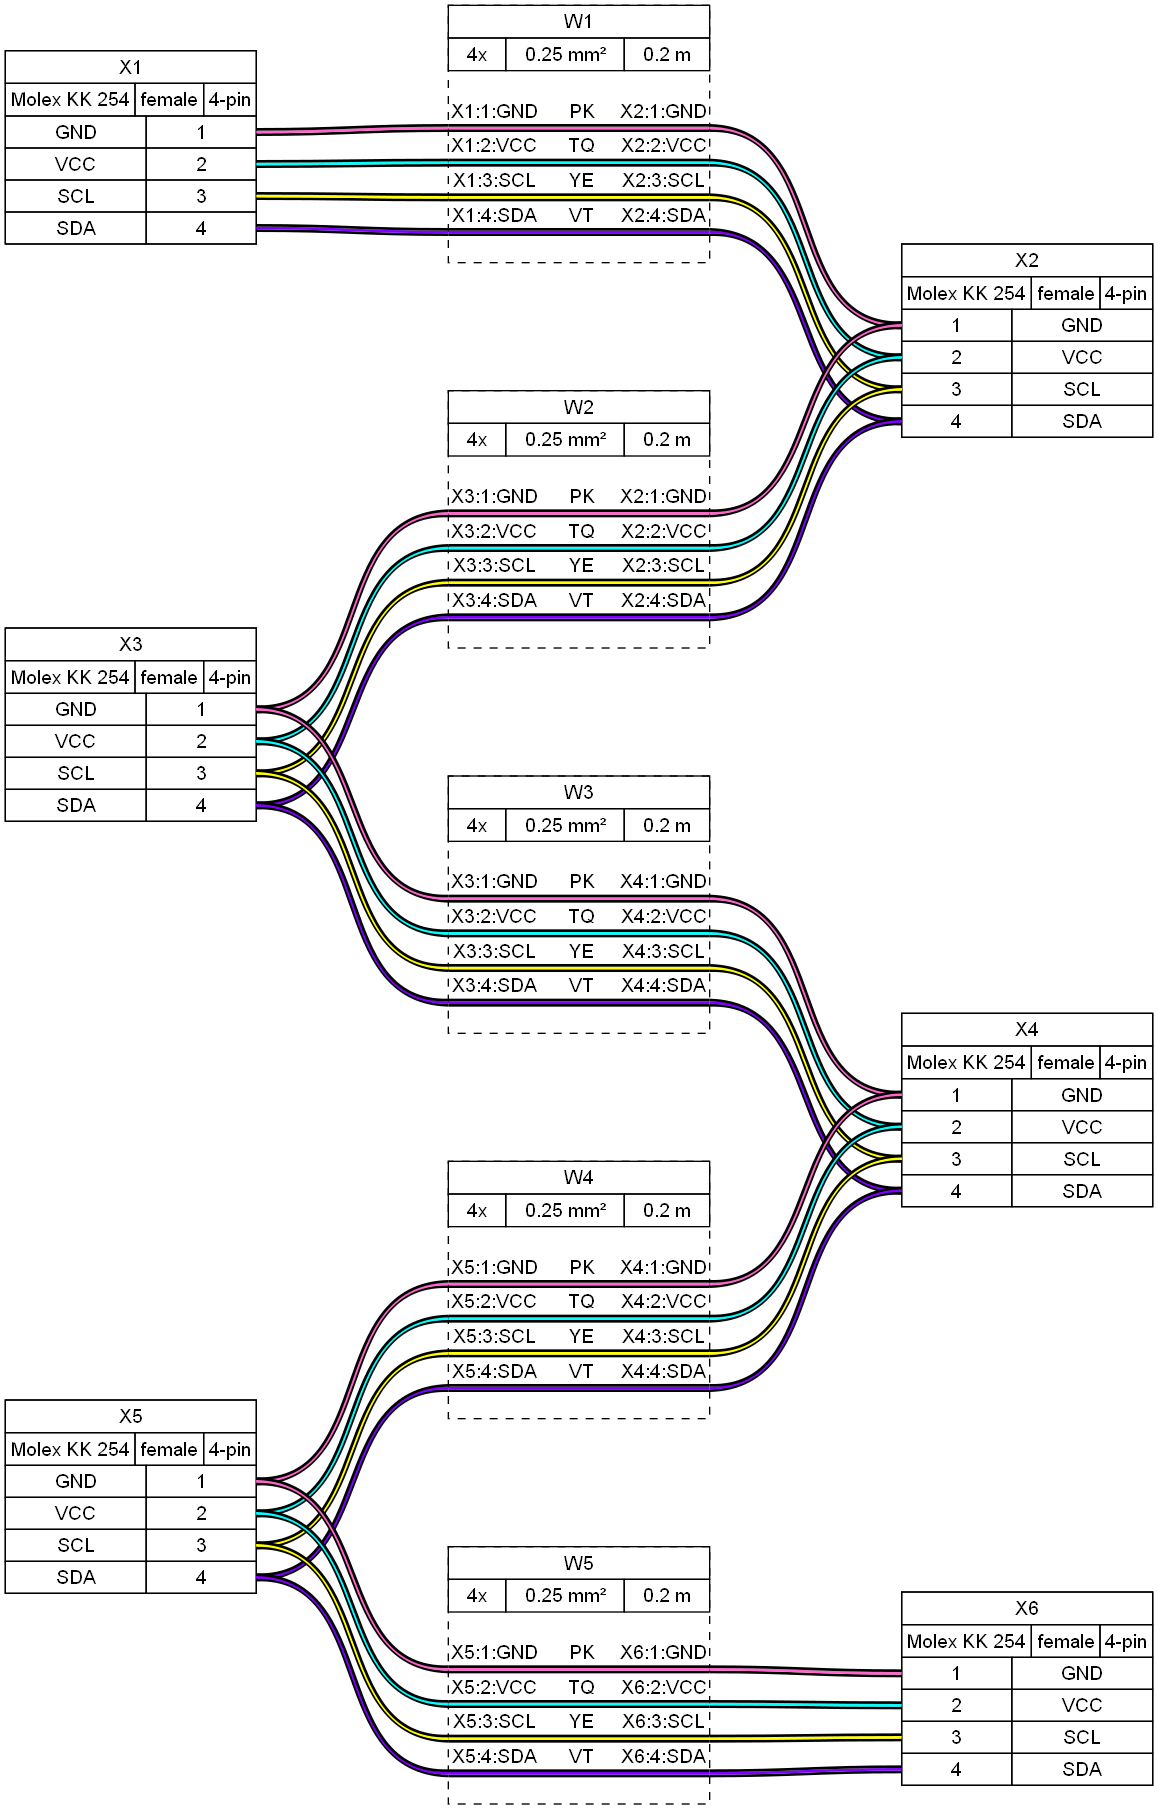 W1
4x 0.25 mm² 0.2 m
X1
Molex KK 254 female 4-pin
GND 1
VCC 2
SCL 3
SDA 4
X1:1:GND PK X2:1:GND
X1:2:VCC TQ X2:2:VCC
X1:3:SCL YE X2:3:SCL
X1:4:SDA VT X2:4:SDA
X2
Molex KK 254 female 4-pin
1 GND
2 VCC
3 SCL
4 SDA
W2
4x 0.25 mm² 0.2 m
X3:1:GND PK X2:1:GND
X3:2:VCC TQ X2:2:VCC
X3:3:SCL YE X2:3:SCL
X3:4:SDA VT X2:4:SDA
X3
Molex KK 254 female 4-pin
GND 1
VCC 2
SCL 3
SDA 4
W3
4x 0.25 mm² 0.2 m
X3:1:GND PK X4:1:GND
X3:2:VCC TQ X4:2:VCC
X3:3:SCL YE X4:3:SCL
X3:4:SDA VT X4:4:SDA
X4
Molex KK 254 female 4-pin
1 GND
2 VCC
3 SCL
4 SDA
W4
4x 0.25 mm² 0.2 m
X5:1:GND PK X4:1:GND
X5:2:VCC TQ X4:2:VCC
X5:3:SCL YE X4:3:SCL
X5:4:SDA VT X4:4:SDA
X5
Molex KK 254 female 4-pin
GND 1
VCC 2
SCL 3
SDA 4
W5
4x 0.25 mm² 0.2 m
X5:1:GND PK X6:1:GND
X5:2:VCC TQ X6:2:VCC
X5:3:SCL YE X6:3:SCL
X5:4:SDA VT X6:4:SDA
X6
Molex KK 254 female 4-pin
1 GND
2 VCC
3 SCL
4 SDA